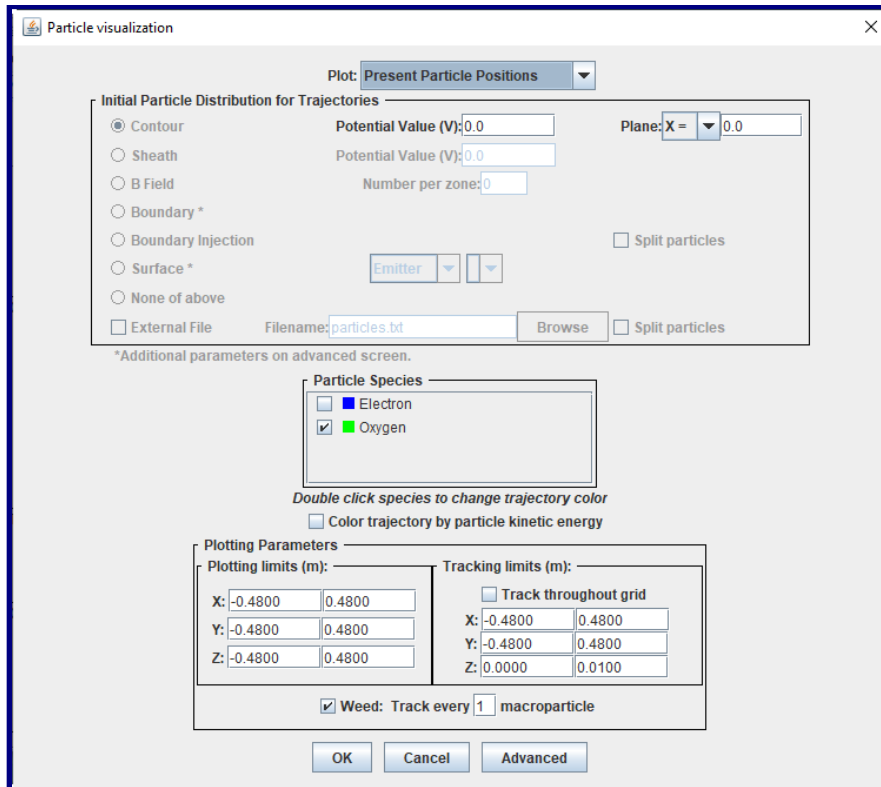 Particle visualization
Plot: Present Particle Positions
Initial Particle Distribution for Trajectories
Contour Potential Value (V): 0.0 Plane: X = 0.0
Sheath Potential Value (V): 0.0
B Field Number per zone: 0
Boundary *
Boundary Injection Split particles
Surface * Emitter
None of above
External File Filename: particles.txt Browse Split particles
*Additional parameters on advanced screen.
Particle Species
Electron
Oxygen
Double click species to change trajectory color
Color trajectory by particle kinetic energy
Plotting Parameters
Plotting limits (m):
X: -0.4800 0.4800
Y: -0.4800 0.4800
Z: -0.4800 0.4800
Tracking limits (m):
Track throughout grid
X: -0.4800 0.4800
Y: -0.4800 0.4800
Z: 0.0000 0.0100
Weed: Track every 1 macroparticle
OK Cancel Advanced